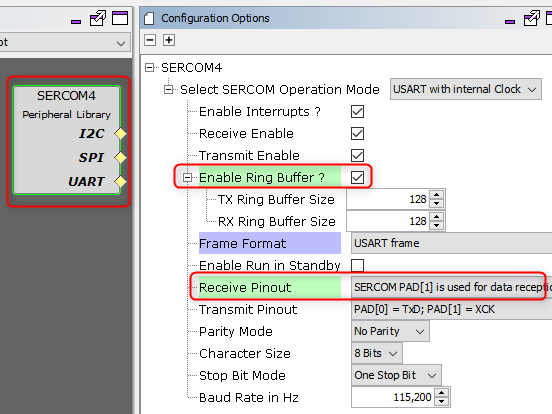 Configuration Options
pt
SERCOM4
Peripheral Library
I2C
SPI
UART
SERCOM4
Select SERCOM Operation Mode USART with internal Clock
Enable Interrupts ?
Receive Enable
Transmit Enable
Enable Ring Buffer ?
TX Ring Buffer Size 128
RX Ring Buffer Size 128
Frame Format USART frame
Enable Run in Standby
Receive Pinout SERCOM PAD[1] is used for data reception
Transmit Pinout PAD[0] = TxD; PAD[1] = XCK
Parity Mode No Parity
Character Size 8 Bits
Stop Bit Mode One Stop Bit
Baud Rate in Hz 115,200